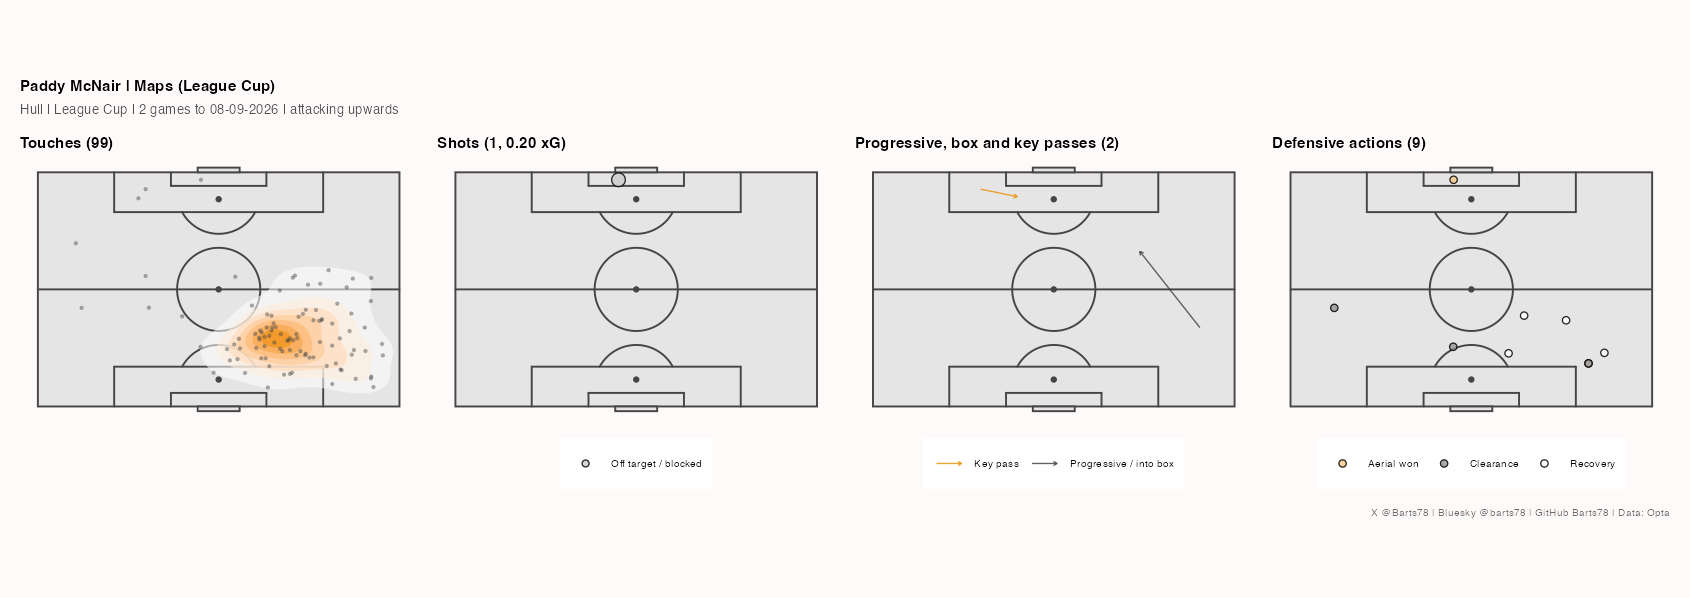 Paddy McNair | Maps (League Cup)
Hull | League Cup | 2 games to 08-09-2026 | attacking upwards
Touches (99)
Shots (1, 0.20 xG)
Progressive, box and key passes (2)
Defensive actions (9)
Off target / blocked
Key pass
Progressive / into box
Aerial won
Clearance
Recovery
X @Barts78 | Bluesky @barts78 | GitHub Barts78 | Data: Opta